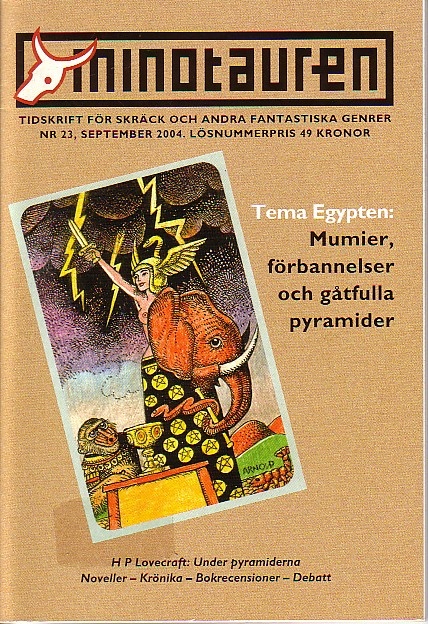 minotauren
TIDSKRIFT FÖR SKRÄCK OCH ANDRA FANTASTISKA GENRER
NR 23, SEPTEMBER 2004. LÖSNUMMERPRIS 49 KRONOR
Tema Egypten:
Mumier,
förbannelser
och gåtfulla
pyramider
ARNOLD
H P Lovecraft: Under pyramiderna
Noveller – Krönika – Bokrecensioner – Debatt